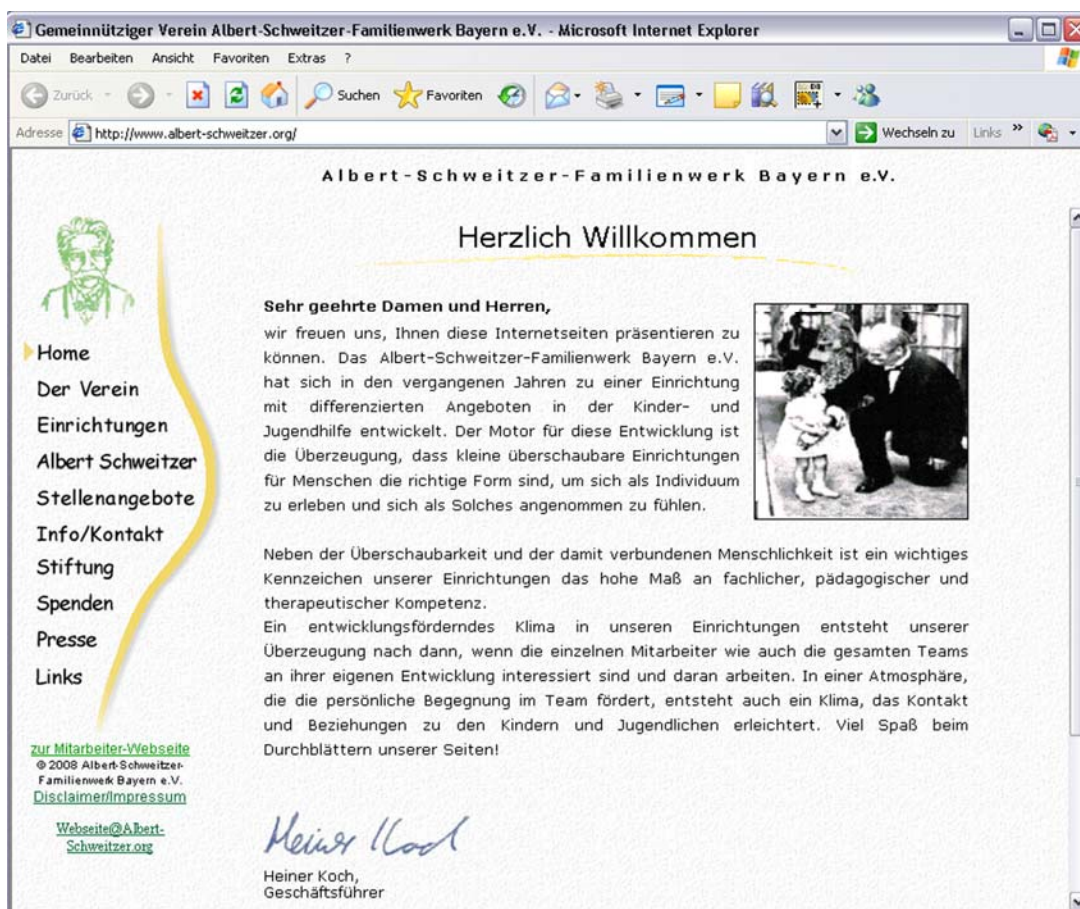 Gemeinnütziger Verein Albert-Schweitzer-Familienwerk Bayern e.V. - Microsoft Internet Explorer
Datei Bearbeiten Ansicht Favoriten Extras ?
Zurück Suchen Favoriten
Adresse http://www.albert-schweitzer.org/ Wechseln zu Links »
Albert-Schweitzer-Familienwerk Bayern e.V.
Herzlich Willkommen
Home
Der Verein
Einrichtungen
Albert Schweitzer
Stellenangebote
Info/Kontakt
Stiftung
Spenden
Presse
Links
zur Mitarbeiter-Webseite
© 2008 Albert-Schweitzer-
Familienwerk Bayern e.V.
Disclaimer/Impressum
Webseite@Albert-
Schweitzer.org
Sehr geehrte Damen und Herren,
wir freuen uns, Ihnen diese Internetseiten präsentieren zu
können. Das Albert-Schweitzer-Familienwerk Bayern e.V.
hat sich in den vergangenen Jahren zu einer Einrichtung
mit differenzierten Angeboten in der Kinder- und
Jugendhilfe entwickelt. Der Motor für diese Entwicklung ist
die Überzeugung, dass kleine überschaubare Einrichtungen
für Menschen die richtige Form sind, um sich als Individuum
zu erleben und sich als Solches angenommen zu fühlen.
Neben der Überschaubarkeit und der damit verbundenen Menschlichkeit ist ein wichtiges
Kennzeichen unserer Einrichtungen das hohe Maß an fachlicher, pädagogischer und
therapeutischer Kompetenz.
Ein entwicklungsförderndes Klima in unseren Einrichtungen entsteht unserer
Überzeugung nach dann, wenn die einzelnen Mitarbeiter wie auch die gesamten Teams
an ihrer eigenen Entwicklung interessiert sind und daran arbeiten. In einer Atmosphäre,
die die persönliche Begegnung im Team fördert, entsteht auch ein Klima, das Kontakt
und Beziehungen zu den Kindern und Jugendlichen erleichtert. Viel Spaß beim
Durchblättern unserer Seiten!
Heiner Koch
Heiner Koch,
Geschäftsführer